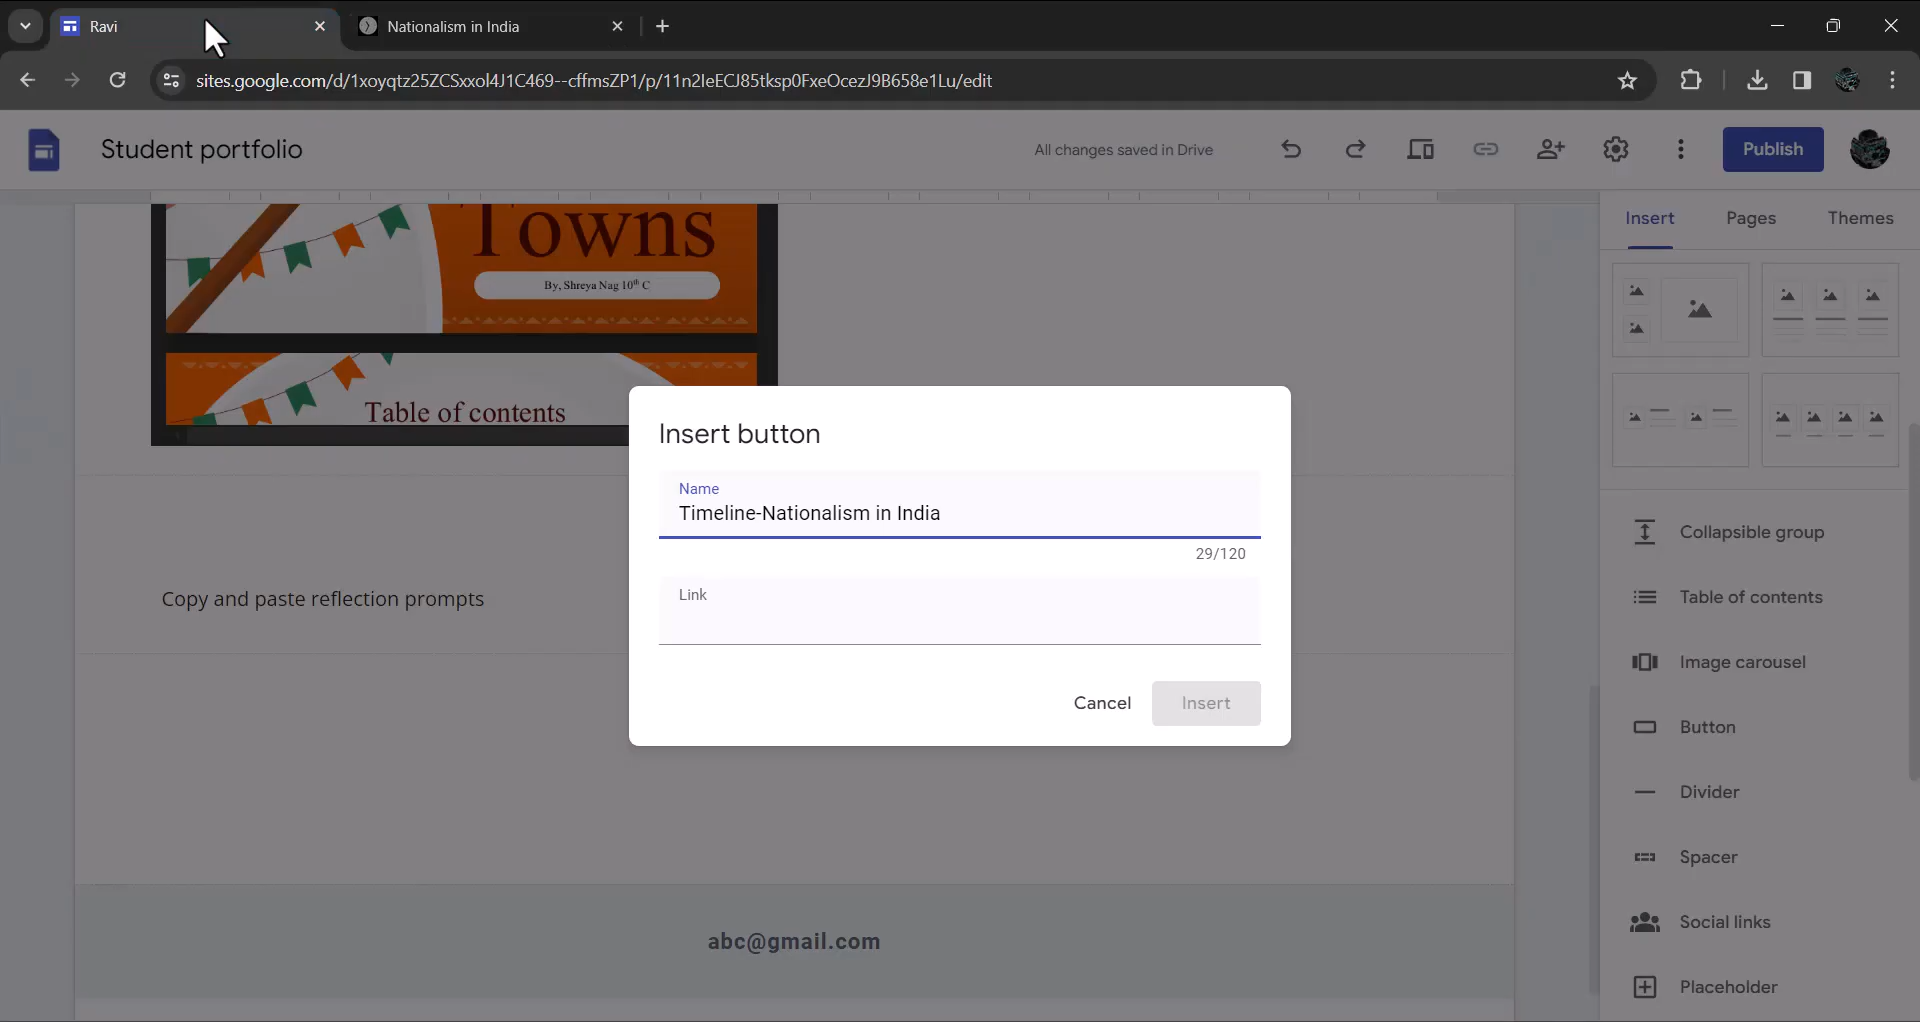 Ravi
Nationalism in India
sites.google.com/d/1xoyqtz25ZCSxxol4J1C469--cffmsZP1/p/11n2IeECJ85tksp0FxeOcezJ9B658e1Lu/edit
Student portfolio
All changes saved in Drive
Publish
Insert
Pages
Themes
Towns
By, Shreya Nag 10th C
Table of contents
Insert button
Name
Timeline-Nationalism in India
29/120
Link
Cancel
Insert
Copy and paste reflection prompts
abc@gmail.com
Collapsible group
Table of contents
Image carousel
Button
Divider
Spacer
Social links
Placeholder